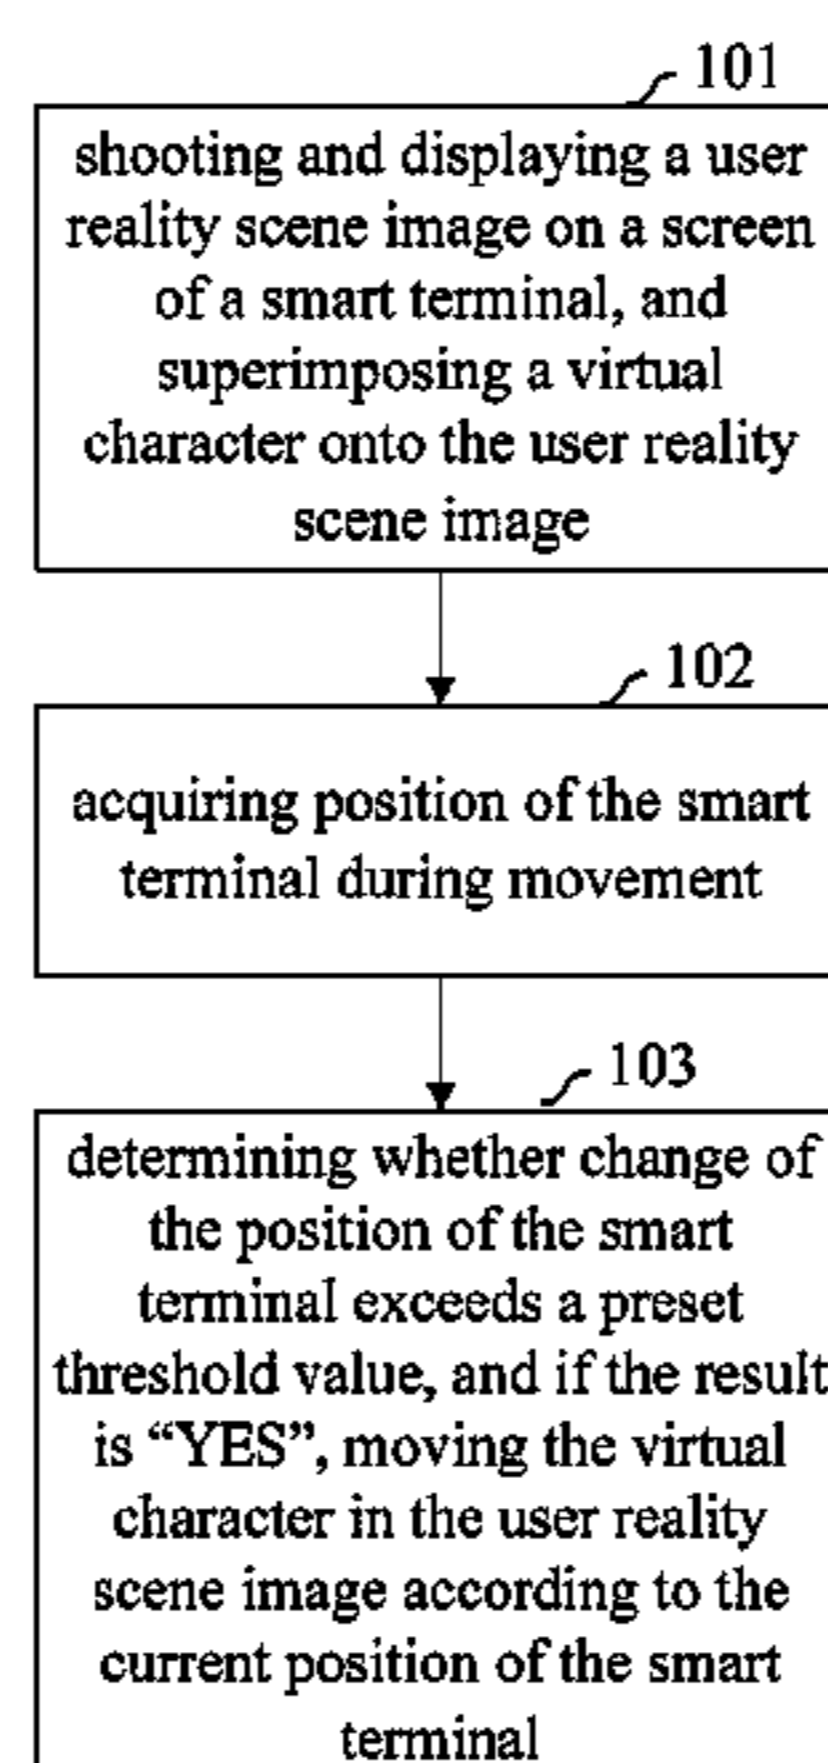 101
shooting and displaying a user
reality scene image on a screen
of a smart terminal, and
superimposing a virtual
character onto the user reality
scene image
102
acquiring position of the smart
terminal during movement
103
determining whether change of
the position of the smart
terminal exceeds a preset
threshold value, and if the result
is “YES”, moving the virtual
character in the user reality
scene image according to the
current position of the smart
terminal